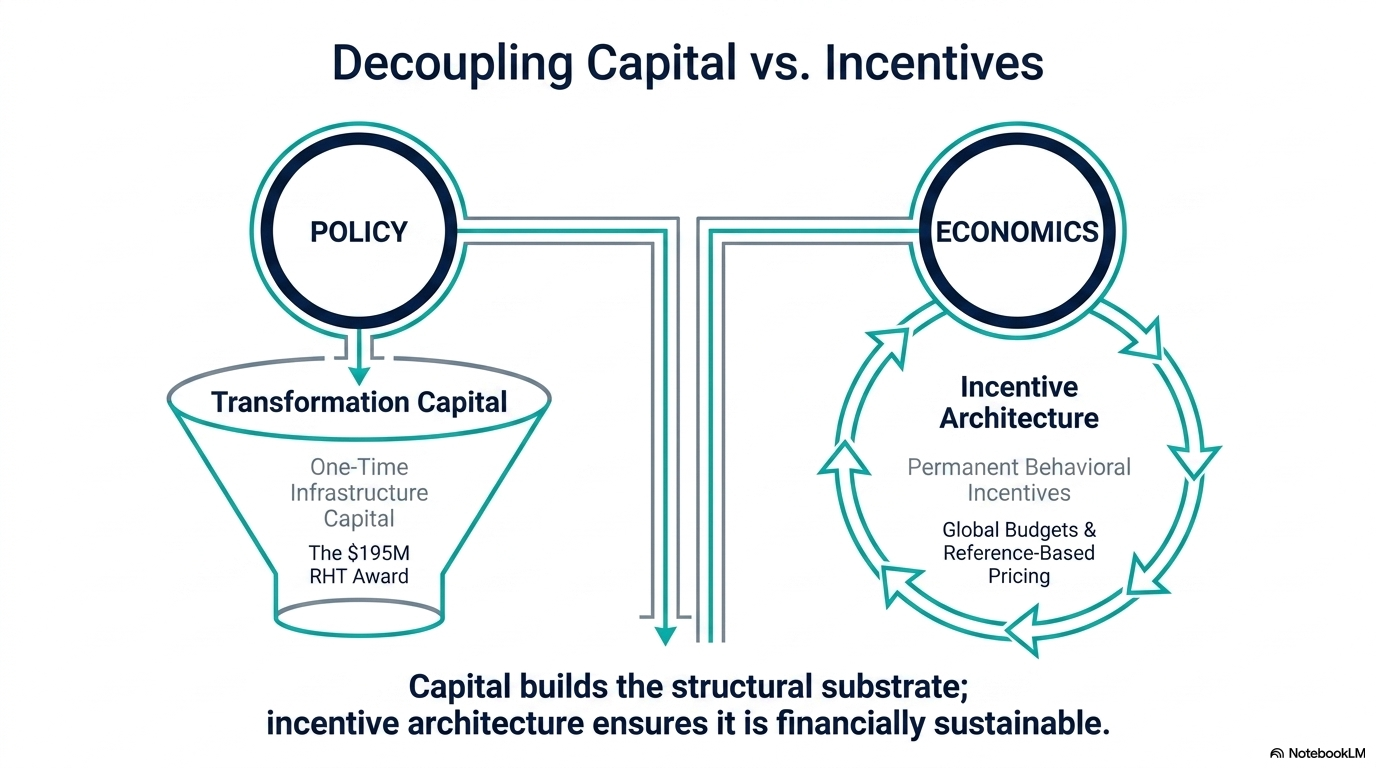 Decoupling Capital vs. Incentives
POLICY
ECONOMICS
Transformation Capital
One-Time
Infrastructure
Capital
The $195M
RHT Award
Incentive
Architecture
Permanent Behavioral
Incentives
Global Budgets &
Reference-Based
Pricing
Capital builds the structural substrate;
incentive architecture ensures it is financially sustainable.
NotebookLM